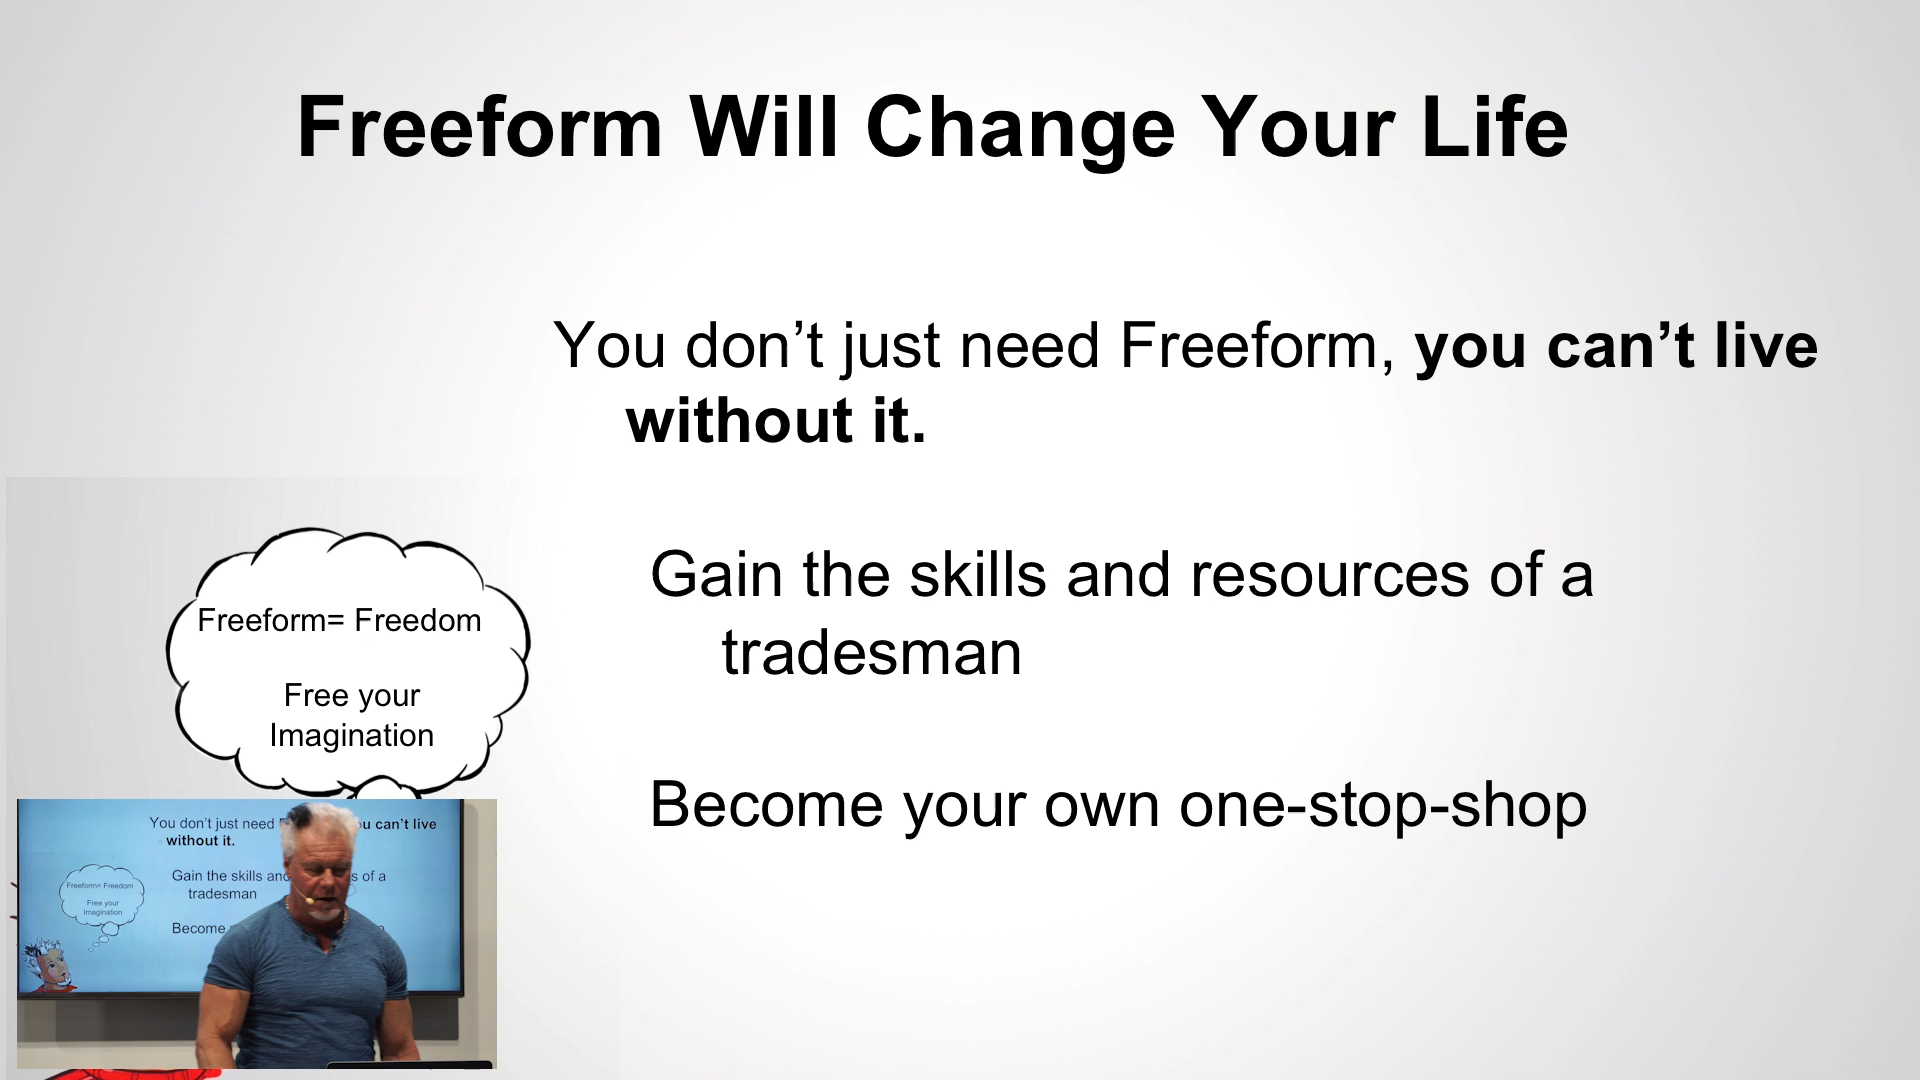 Freeform Will Change Your Life
You don’t just need Freeform, you can’t live
without it.
Gain the skills and resources of a
tradesman
Become your own one-stop-shop
Freeform= Freedom
Free your
Imagination
You don’t just need ou can’t live
without it.
Gain the skills and s of a
tradesman
Become
Freeform= Freedom
Free your
Imagination